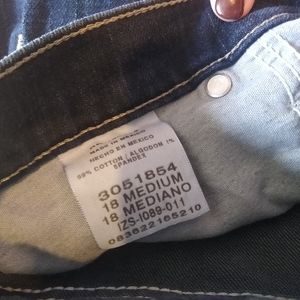 MADE IN MEXICO
HECHO EN MEXICO
99% COTTON / ALGODON 1%
SPANDEX
3051854
18 MEDIUM
18 MEDIANO
IZS-I089-011
083622165210